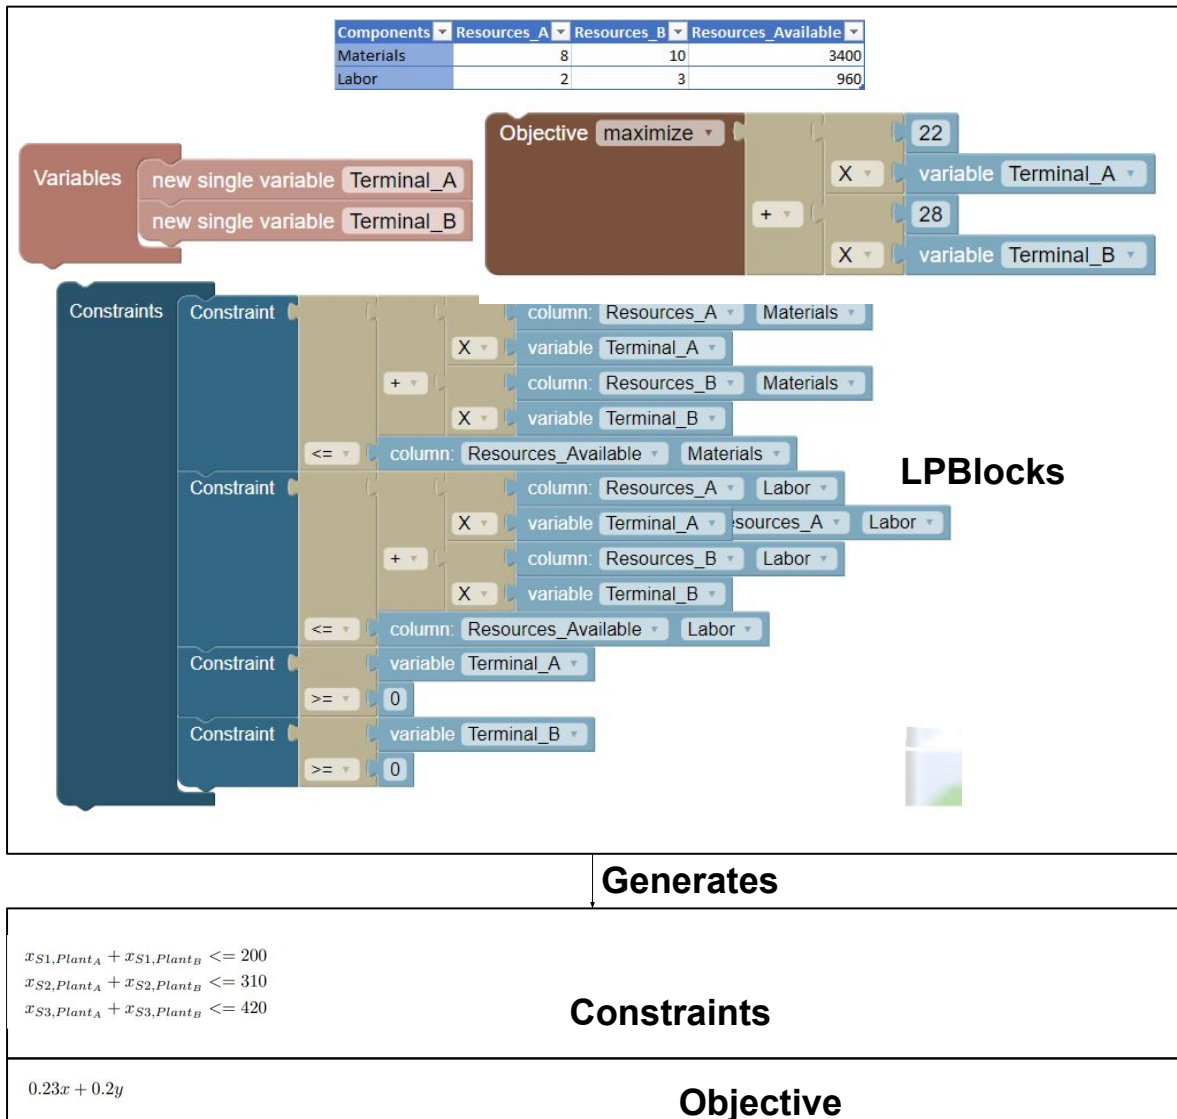 Components Resources_A Resources_B Resources_Available
Materials 8 10 3400
Labor 2 3 960
Objective maximize 22
X variable Terminal_A
+ 28
X variable Terminal_B
Variables new single variable Terminal_A
new single variable Terminal_B
Constraints Constraint column: Resources_A Materials
X variable Terminal_A
+ column: Resources_B Materials
X variable Terminal_B
<= column: Resources_Available Materials
LPBlocks
Constraint column: Resources_A Labor
X variable Terminal_A esources_A Labor
+ column: Resources_B Labor
X variable Terminal_B
<= column: Resources_Available Labor
Constraint variable Terminal_A
>= 0
Constraint variable Terminal_B
>= 0
Generates
x_{S1,Plant_A} + x_{S1,Plant_B} <= 200
x_{S2,Plant_A} + x_{S2,Plant_B} <= 310
x_{S3,Plant_A} + x_{S3,Plant_B} <= 420
Constraints
0.23x + 0.2y
Objective